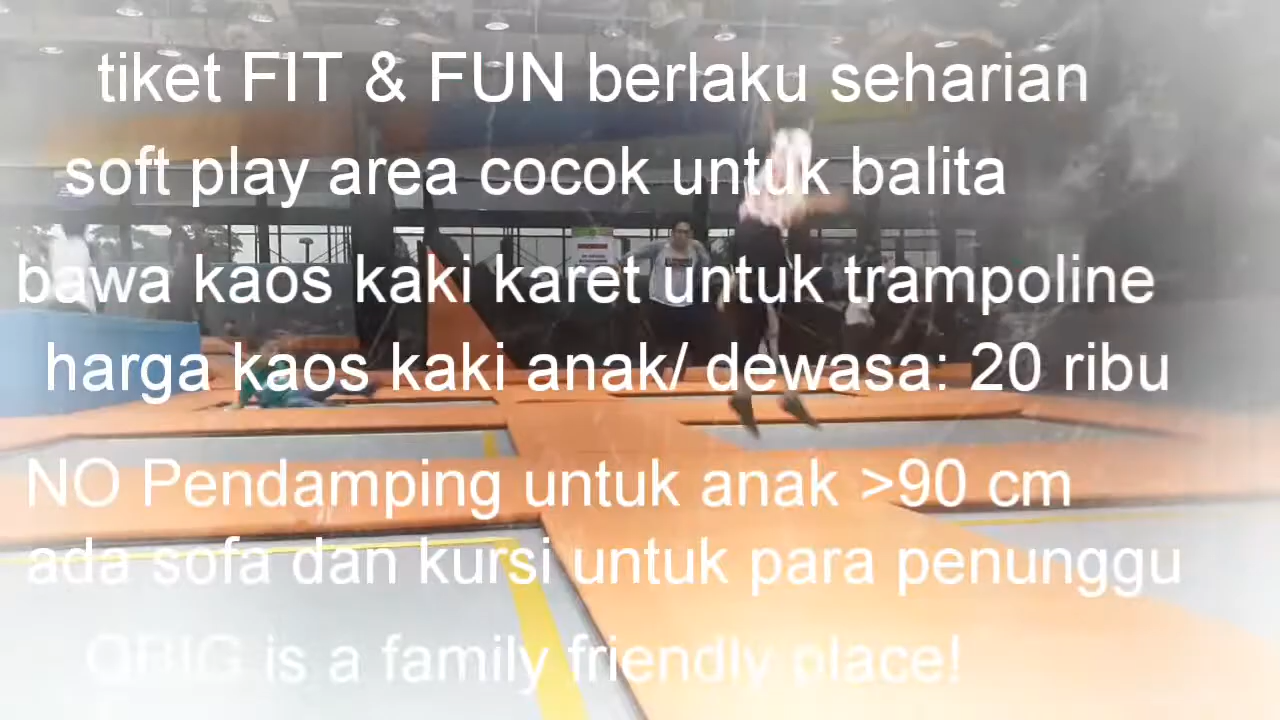 tiket FIT & FUN berlaku seharian
soft play area cocok untuk balita
bawa kaos kaki karet untuk trampoline
harga kaos kaki anak/ dewasa: 20 ribu
NO Pendamping untuk anak >90 cm
ada sofa dan kursi untuk para penunggu
is a family friendly place!